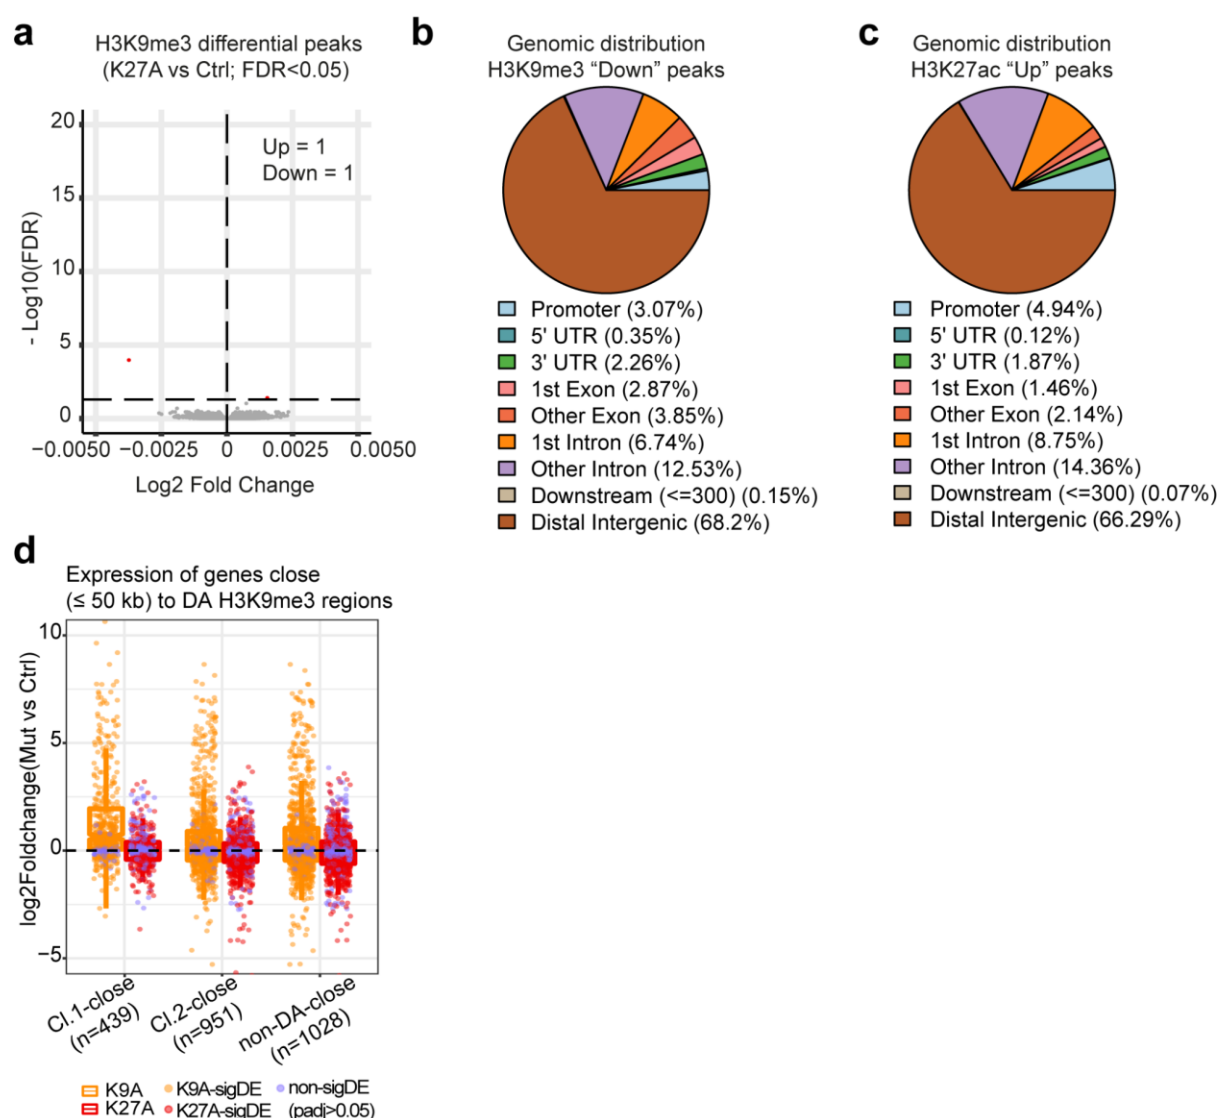 a
H3K9me3 differential peaks
(K27A vs Ctrl; FDR<0.05)
- Log10(FDR)
20
15
10
5
0
Up = 1
Down = 1
−0.0050 −0.0025 0 0.0025 0.0050
Log2 Fold Change
b
Genomic distribution
H3K9me3 “Down” peaks
Promoter (3.07%)
5' UTR (0.35%)
3' UTR (2.26%)
1st Exon (2.87%)
Other Exon (3.85%)
1st Intron (6.74%)
Other Intron (12.53%)
Downstream (<=300) (0.15%)
Distal Intergenic (68.2%)
c
Genomic distribution
H3K27ac “Up” peaks
Promoter (4.94%)
5' UTR (0.12%)
3' UTR (1.87%)
1st Exon (1.46%)
Other Exon (2.14%)
1st Intron (8.75%)
Other Intron (14.36%)
Downstream (<=300) (0.07%)
Distal Intergenic (66.29%)
d
Expression of genes close
(≤ 50 kb) to DA H3K9me3 regions
log2Foldchange(Mut vs Ctrl)
10
5
0
−5
Cl.1-close
(n=439)
Cl.2-close
(n=951)
non-DA-close
(n=1028)
K9A K9A-sigDE non-sigDE
K27A K27A-sigDE (padj>0.05)